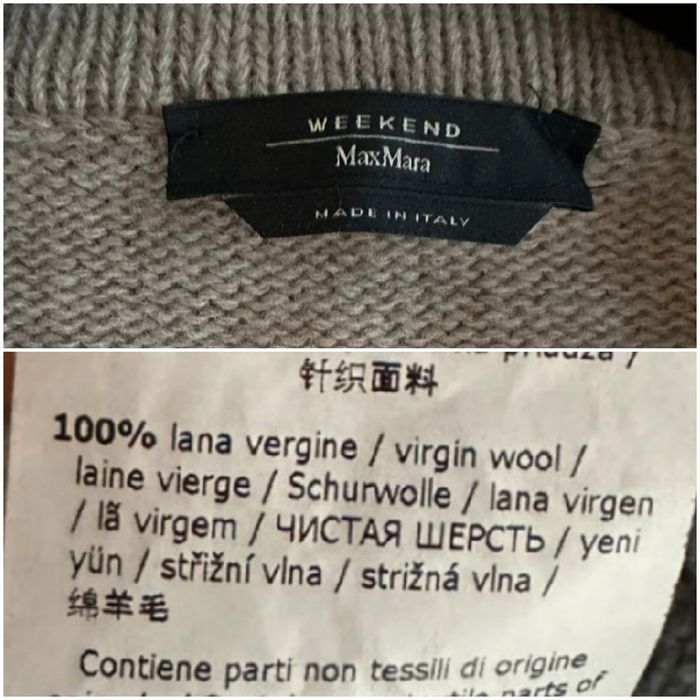 WEEKEND
MaxMara
MADE IN ITALY
针织面料
100% lana vergine / virgin wool /
laine vierge / Schurwolle / lana virgen
/ lã virgem / ЧИСТАЯ ШЕРСТЬ / yeni
yün / střižní vlna / strižná vlna /
绵羊毛
Contiene parti non tessili di origine
parts of